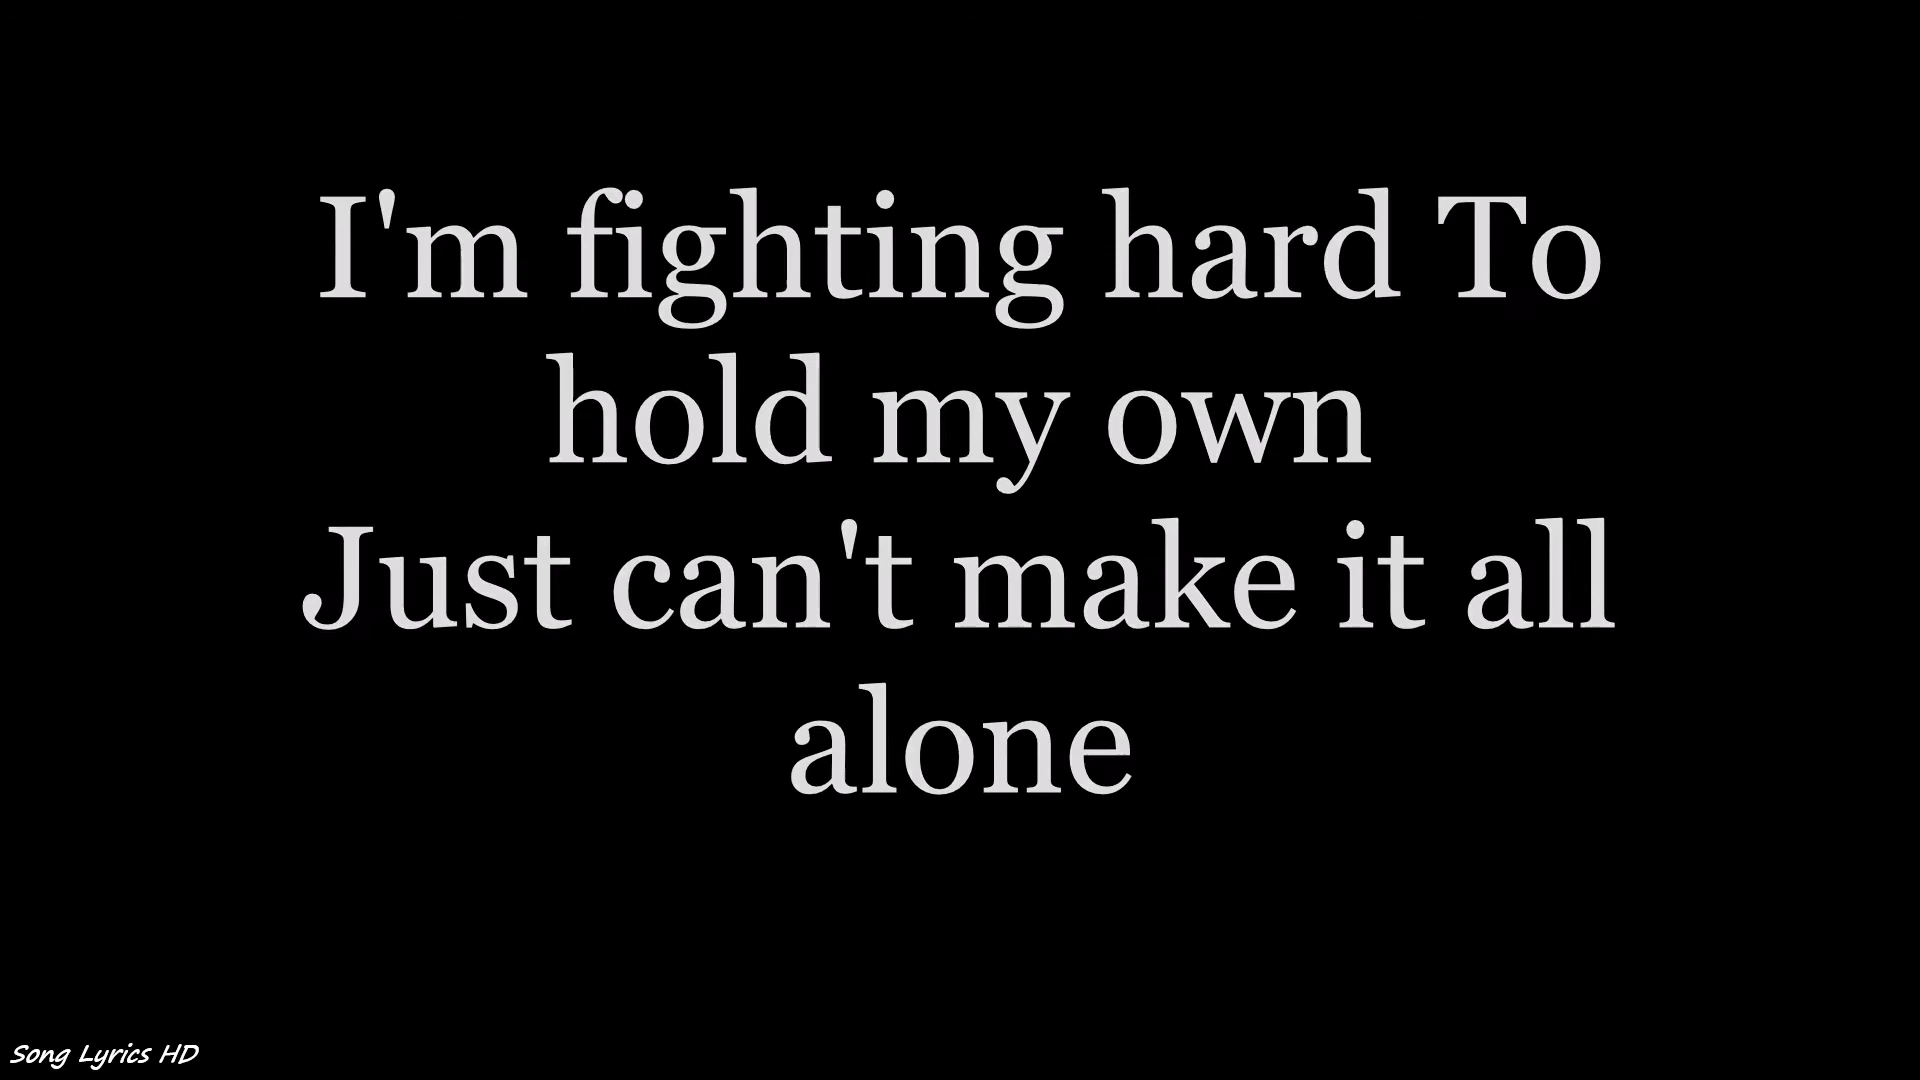 I'm fighting hard To
hold my own
Just can't make it all
alone
Song Lyrics HD